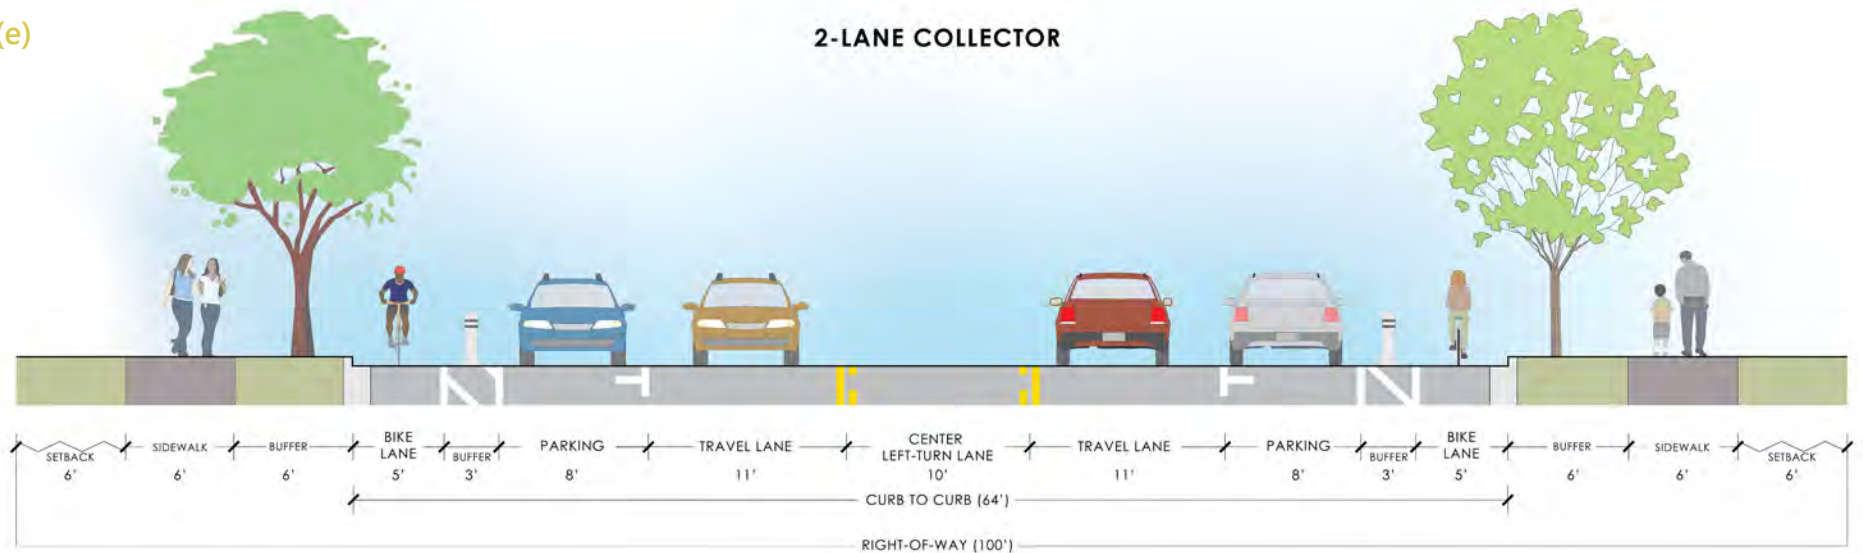 (e)
2-LANE COLLECTOR
SETBACK
6'
SIDEWALK
6'
BUFFER
6'
BIKE
LANE
5'
BUFFER
3'
PARKING
8'
TRAVEL LANE
11'
CENTER
LEFT-TURN LANE
10'
TRAVEL LANE
11'
PARKING
8'
BUFFER
3'
BIKE
LANE
5'
BUFFER
6'
SIDEWALK
6'
SETBACK
6'
CURB TO CURB (64')
RIGHT-OF-WAY (100')